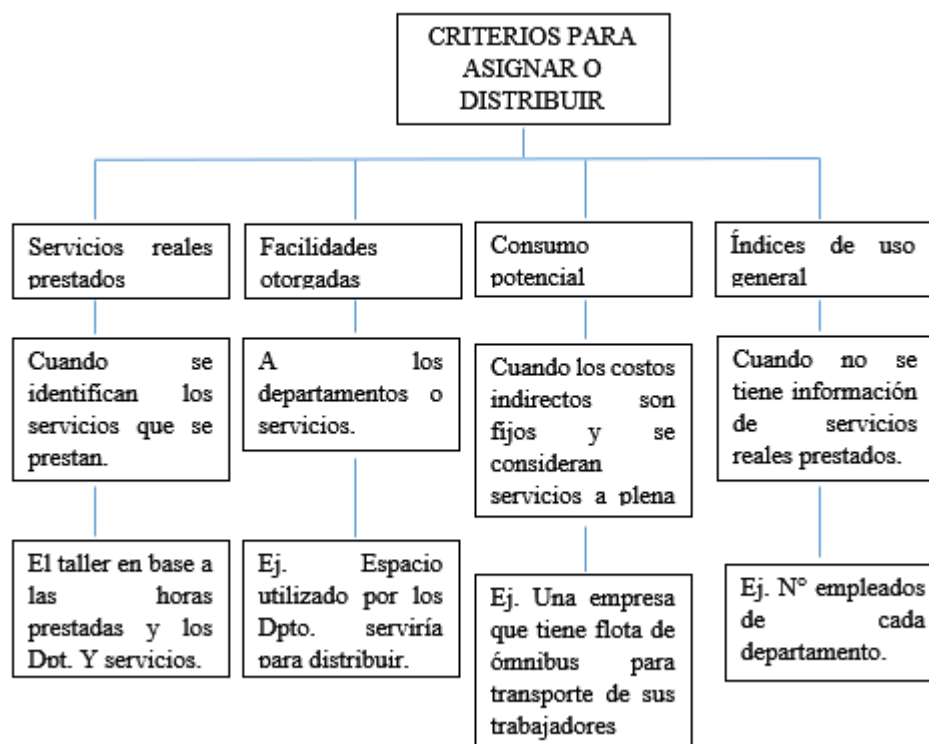 CRITERIOS PARA
ASIGNAR O
DISTRIBUIR
Servicios reales
prestados
Facilidades
otorgadas
Consumo
potencial
Índices de uso
general
Cuando se
identifican los
servicios que se
prestan.
A los
departamentos o
servicios.
Cuando los costos
indirectos son
fijos y se
consideran
servicios a plena
Cuando no se
tiene información
de servicios
reales prestados.
El taller en base a
las horas
prestadas y los
Dpt. Y servicios.
Ej. Espacio
utilizado por los
Dpto. serviría
para distribuir.
Ej. Una empresa
que tiene flota de
ómnibus para
transporte de sus
trabajadores
Ej. N° empleados
de cada
departamento.